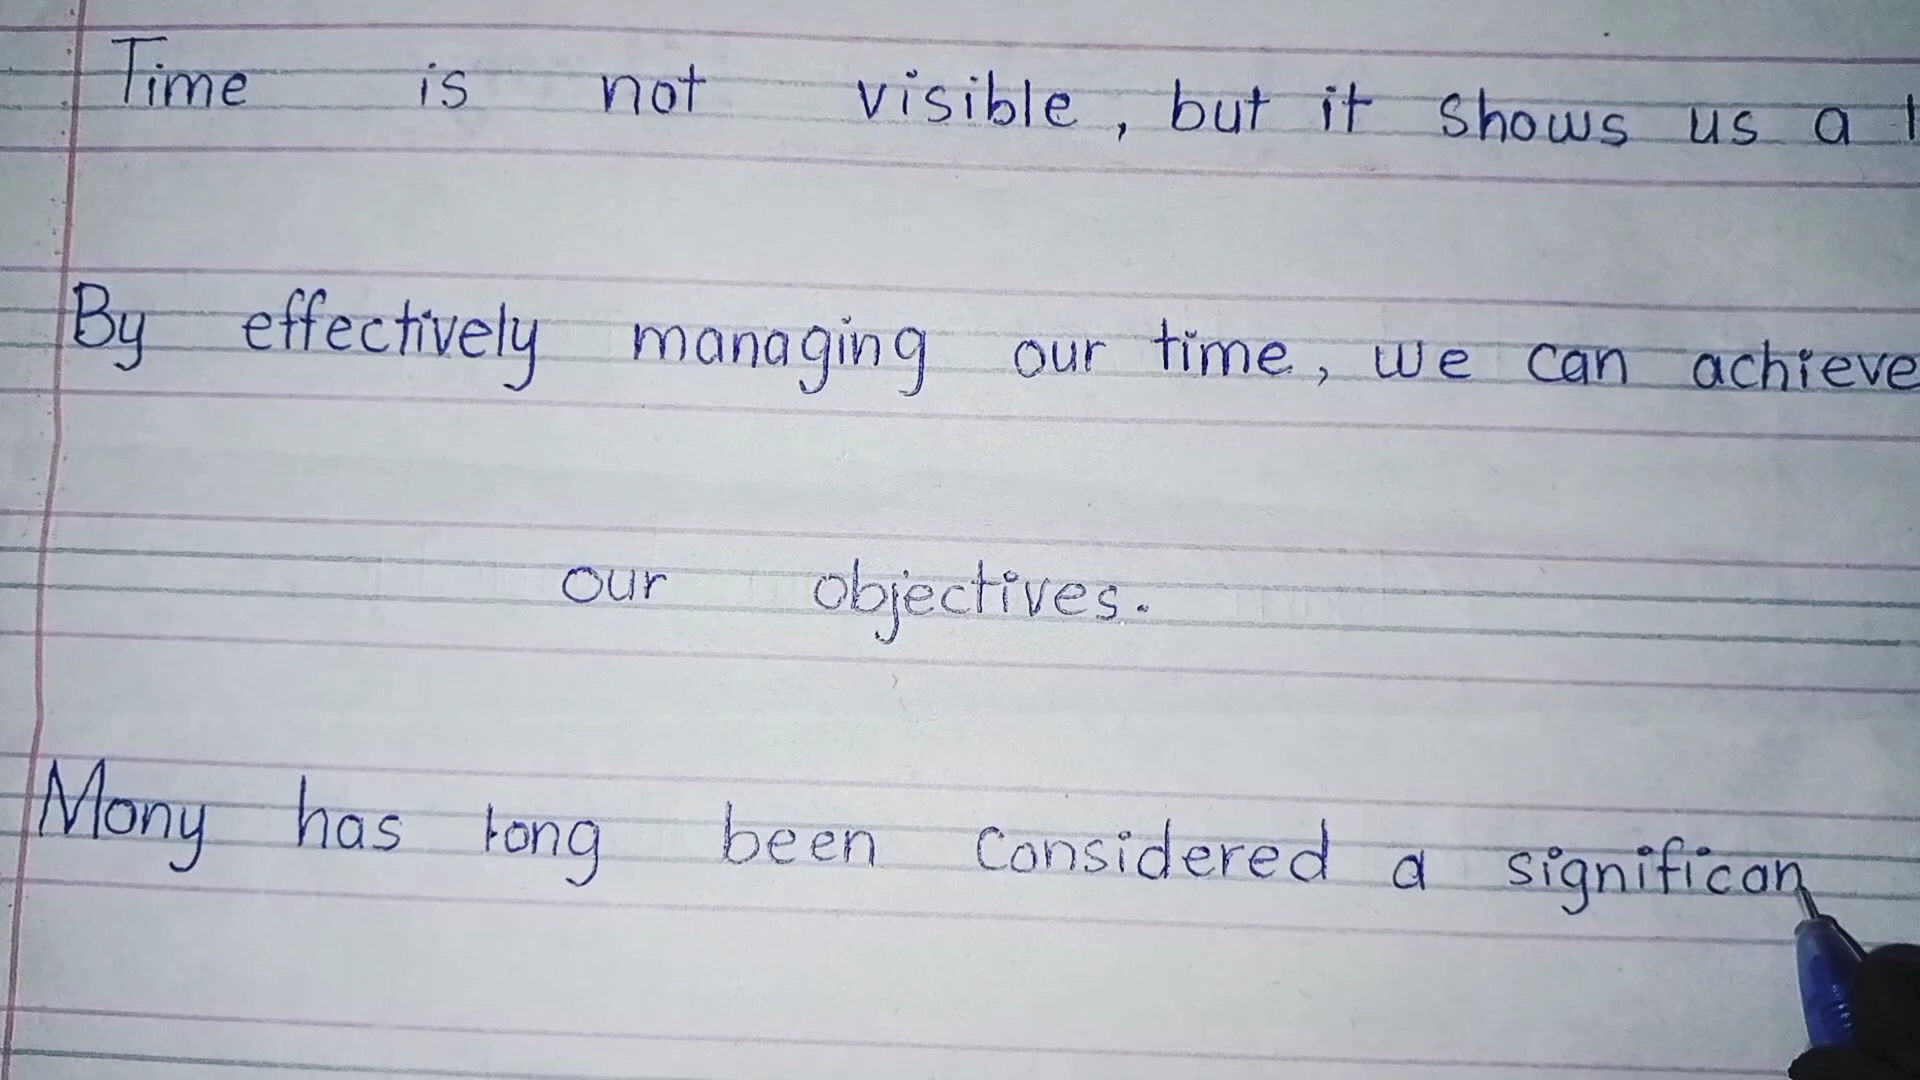 Time is not visible, but it shows us a
By effectively managing our time, we can achieve
our objectives.
Mony has long been considered a significan